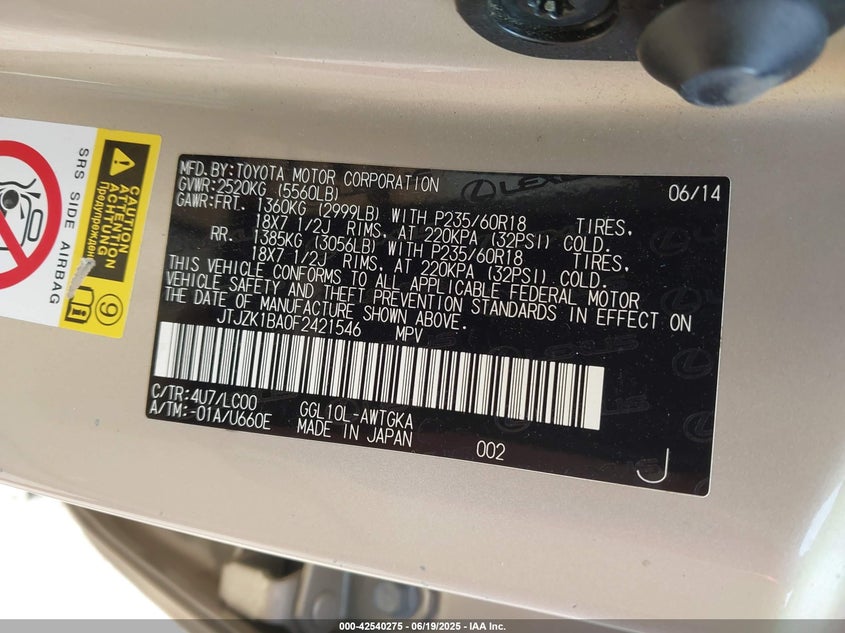 SRS SIDE AIRBAG
CAUTION
ATTENTION
ACHTUNG
Предупреждение
MFD.BY:TOYOTA MOTOR CORPORATION 06/14
GVWR:2520KG (5560LB)
GAWR:FRT. 1360KG (2999LB) WITH P235/60R18 TIRES,
18X7 1/2J RIMS, AT 220KPA (32PSI) COLD.
RR. 1385KG (3056LB) WITH P235/60R18 TIRES,
18X7 1/2J RIMS, AT 220KPA (32PSI) COLD.
THIS VEHICLE CONFORMS TO ALL APPLICABLE FEDERAL MOTOR
VEHICLE SAFETY AND THEFT PREVENTION STANDARDS IN EFFECT ON
THE DATE OF MANUFACTURE SHOWN ABOVE.
JTJZK1BA0F2421546 MPV
C/TR:4U7/LC00 GGL10L-AWTGKA
A/TM:-01A/U660E MADE IN JAPAN 002
J
9
LEXUS
000-42540275 - 06/19/2025 - IAA Inc.